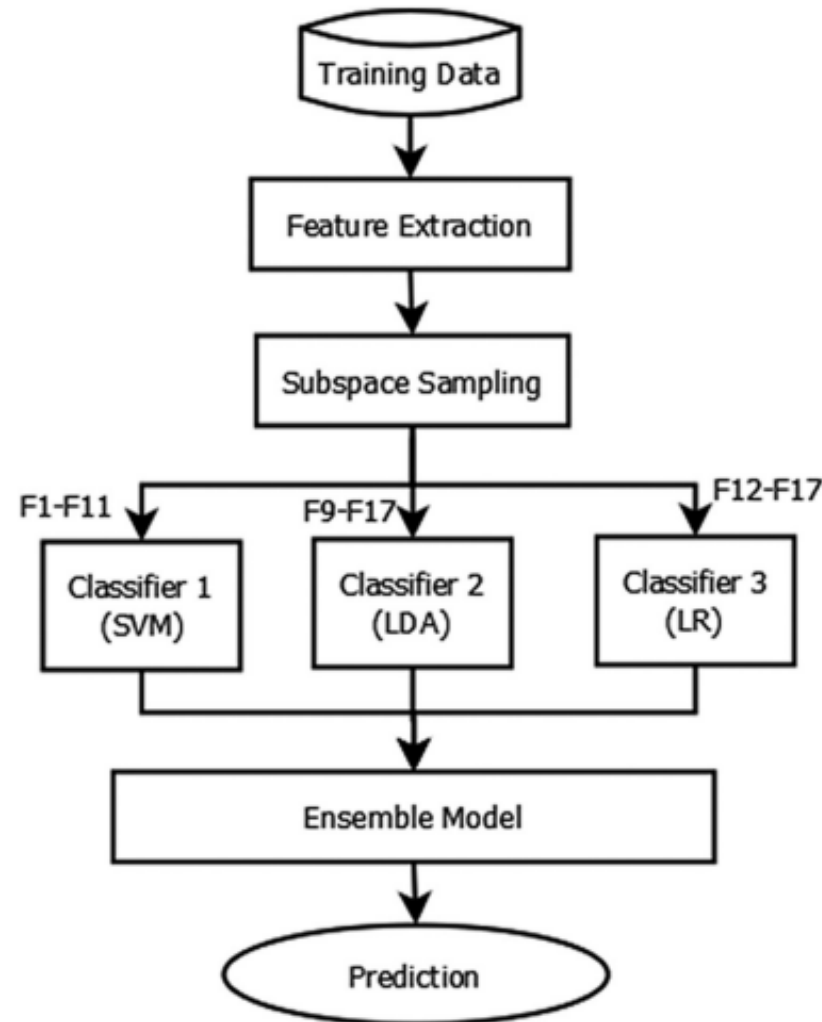 Training Data
Feature Extraction
Subspace Sampling
F1-F11
F9-F17
F12-F17
Classifier 1
(SVM)
Classifier 2
(LDA)
Classifier 3
(LR)
Ensemble Model
Prediction